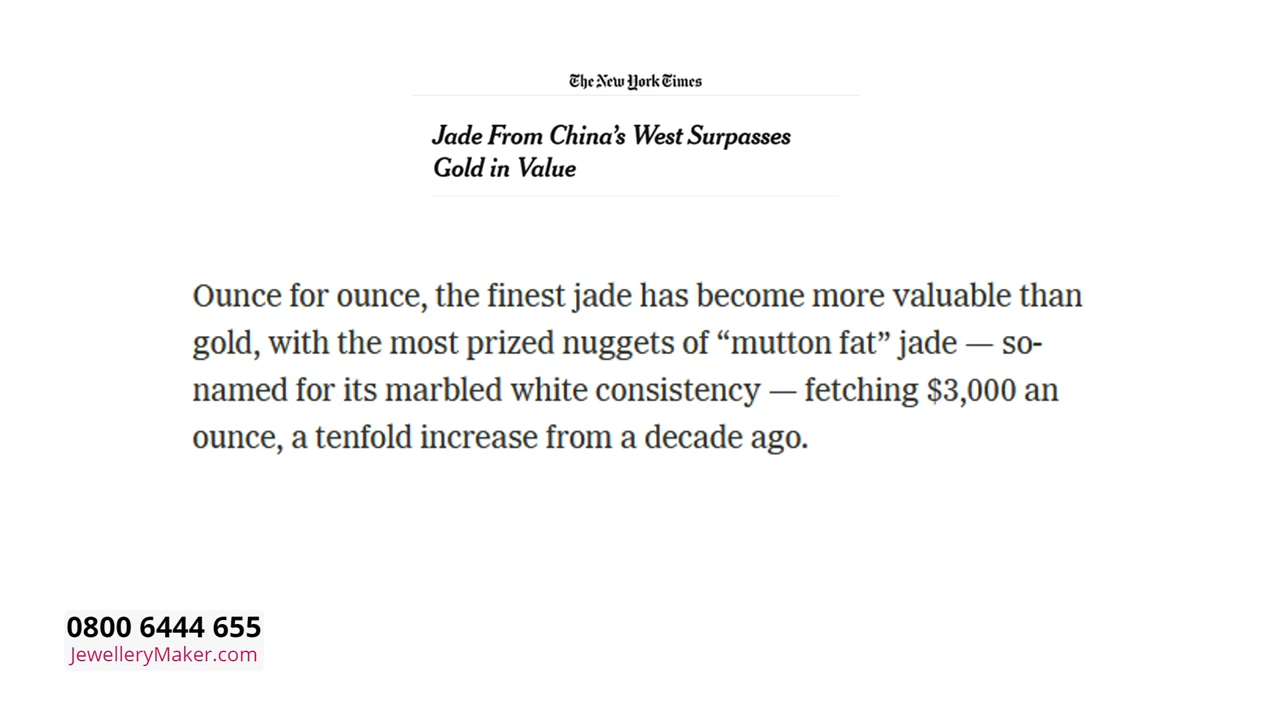 The New York Times
Jade From China's West Surpasses
Gold in Value
Ounce for ounce, the finest jade has become more valuable than
gold, with the most prized nuggets of “mutton fat” jade — so-
named for its marbled white consistency — fetching $3,000 an
ounce, a tenfold increase from a decade ago.
0800 6444 655
JewelleryMaker.com